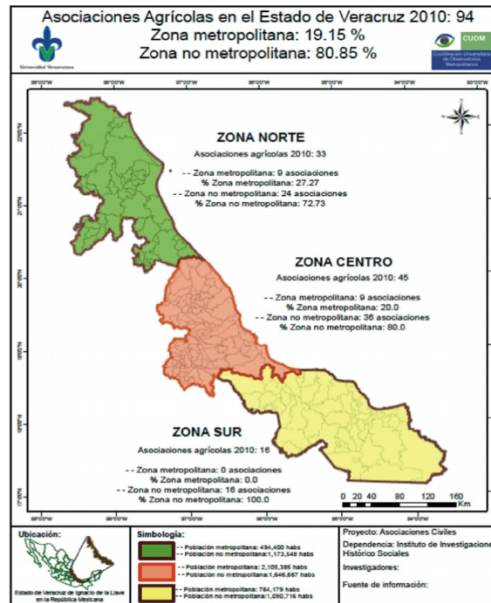 Asociaciones Agrícolas en el Estado de Veracruz 2010: 94
Zona metropolitana: 19.15 %
Zona no metropolitana: 80.85 %
Universidad Veracruzana
CUOM
Coordinación Universitaria
de Observatorios
Metropolitanos
ZONA NORTE
Asociaciones agrícolas 2010: 33
-- Zona metropolitana: 9 asociaciones
% Zona metropolitana: 27.27
-- Zona no metropolitana: 24 asociaciones
% Zona no metropolitana: 72.73
ZONA CENTRO
Asociaciones agrícolas 2010: 45
-- Zona metropolitana: 9 asociaciones
% Zona metropolitana: 20.0
-- Zona no metropolitana: 36 asociaciones
% Zona no metropolitana: 80.0
ZONA SUR
Asociaciones agrícolas 2010: 16
-- Zona metropolitana: 0 asociaciones
% Zona metropolitana: 0.0
-- Zona no metropolitana: 16 asociaciones
% Zona no metropolitana: 100.0
0 20 40 80 120 160
Km
Ubicación:
Estado de Veracruz de Ignacio de la Llave
en la República Mexicana
Simbología:
-- Población metropolitana: 494,400 habs
-- Población no metropolitana: 1,173,548 habs
-- Población metropolitana: 2,105,385 habs
-- Población no metropolitana: 1,646,667 habs
-- Población metropolitana: 784,179 habs
-- Población no metropolitana: 1,090,716 habs
Proyecto: Asociaciones Civiles
Dependencia: Instituto de Investigaciones
Histórico Sociales
Investigadores:
Fuente de información: